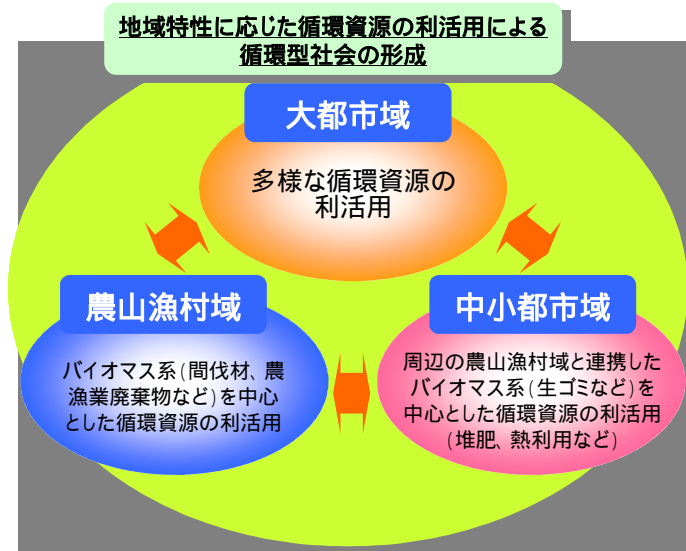 地域特性に応じた循環資源の利活用による
循環型社会の形成
大都市域
多様な循環資源の
利活用
農山漁村域
バイオマス系(間伐材、農
漁業廃棄物など)を中心
とした循環資源の利活用
中小都市域
周辺の農山漁村域と連携した
バイオマス系(生ゴミなど)を
中心とした循環資源の利活用
(堆肥、熱利用など)